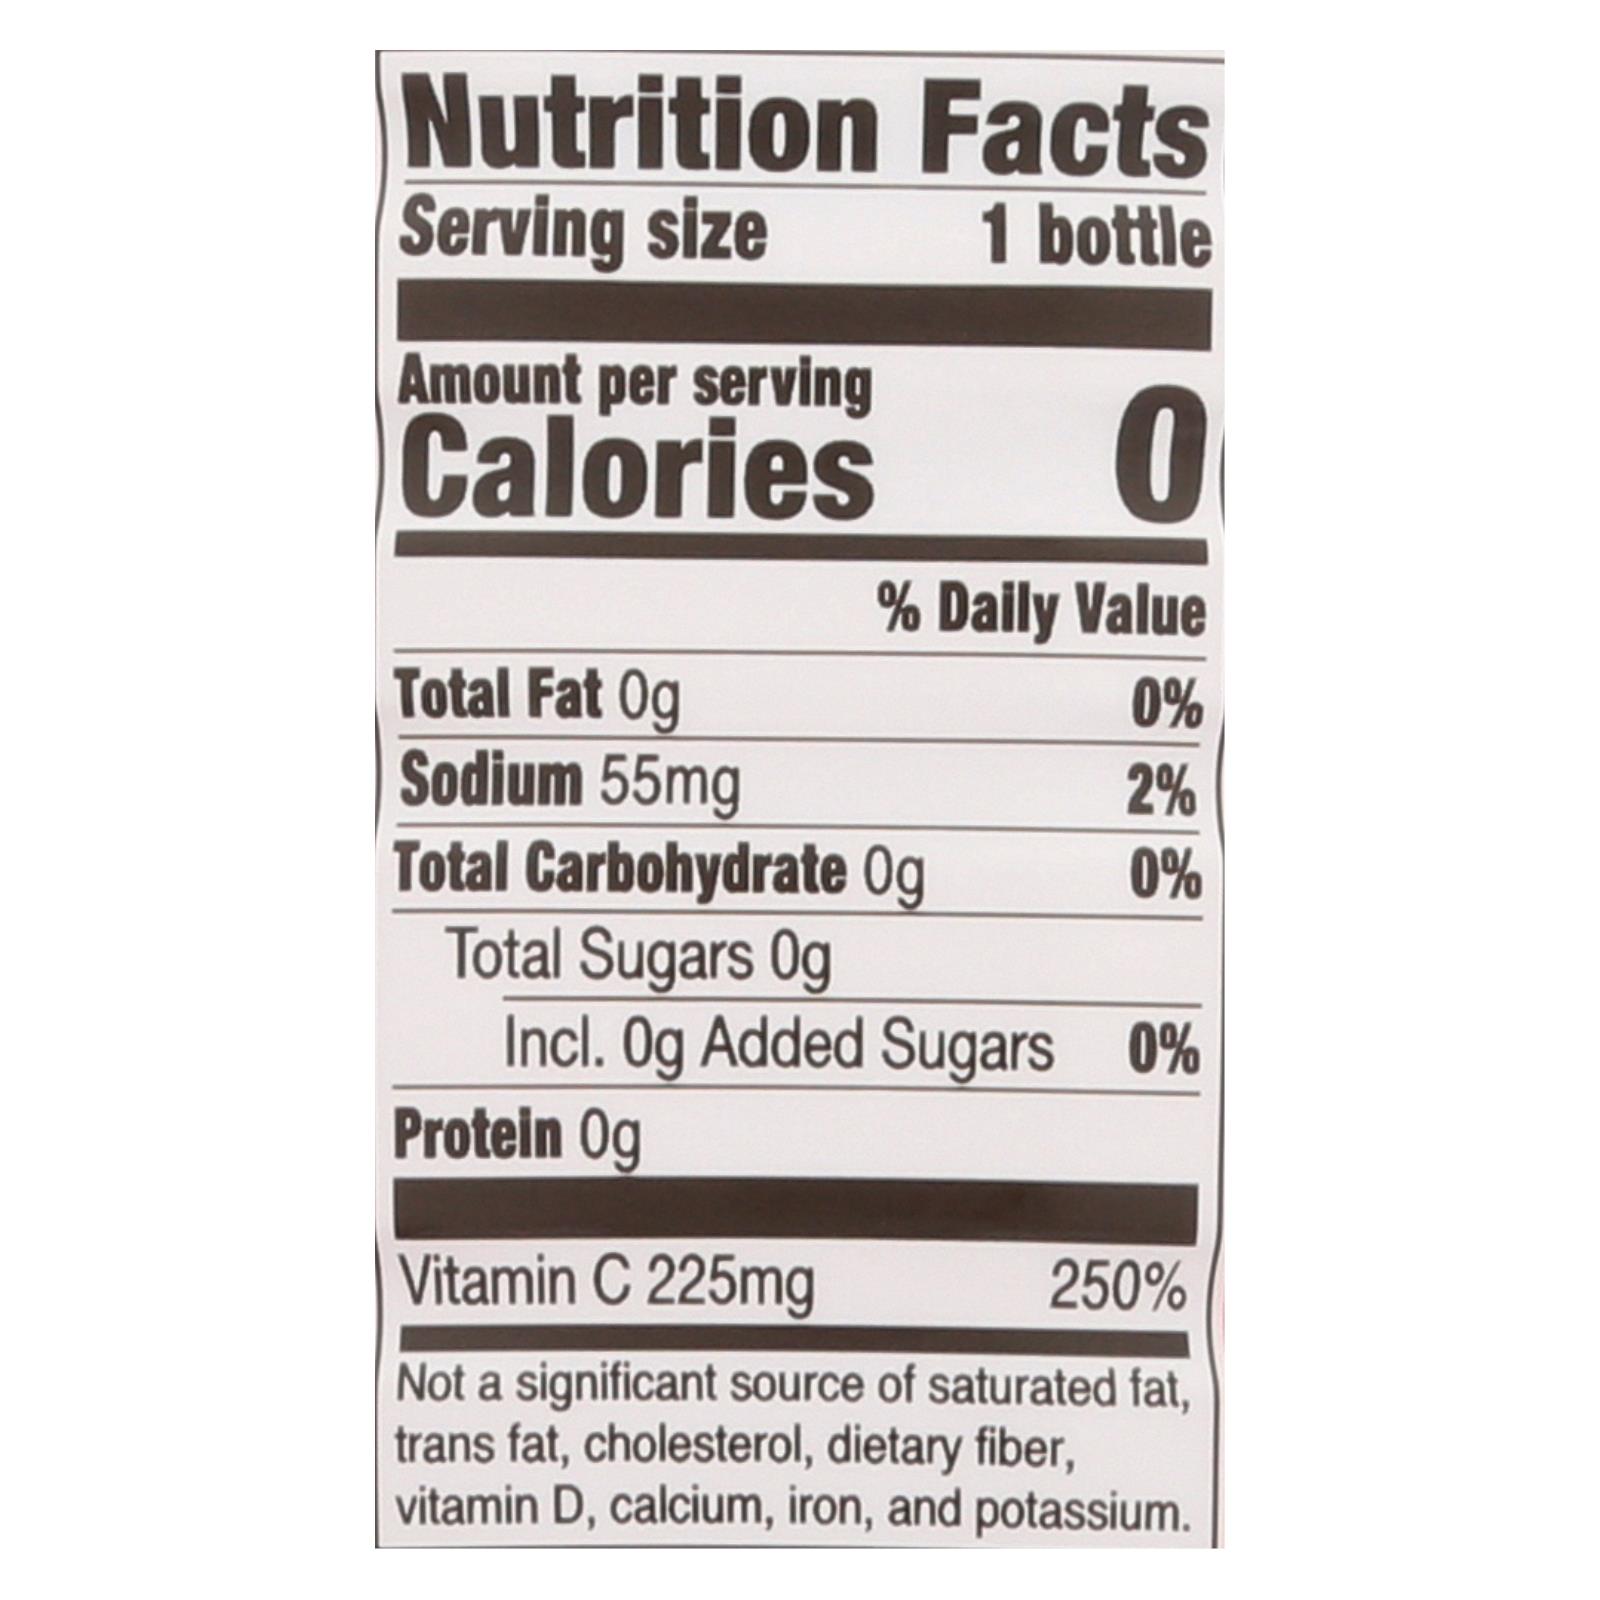 Nutrition Facts
Serving size 1 bottle
Amount per serving
Calories 0
% Daily Value
Total Fat 0g 0%
Sodium 55mg 2%
Total Carbohydrate 0g 0%
Total Sugars 0g
Incl. 0g Added Sugars 0%
Protein 0g
Vitamin C 225mg 250%
Not a significant source of saturated fat,
trans fat, cholesterol, dietary fiber,
vitamin D, calcium, iron, and potassium.